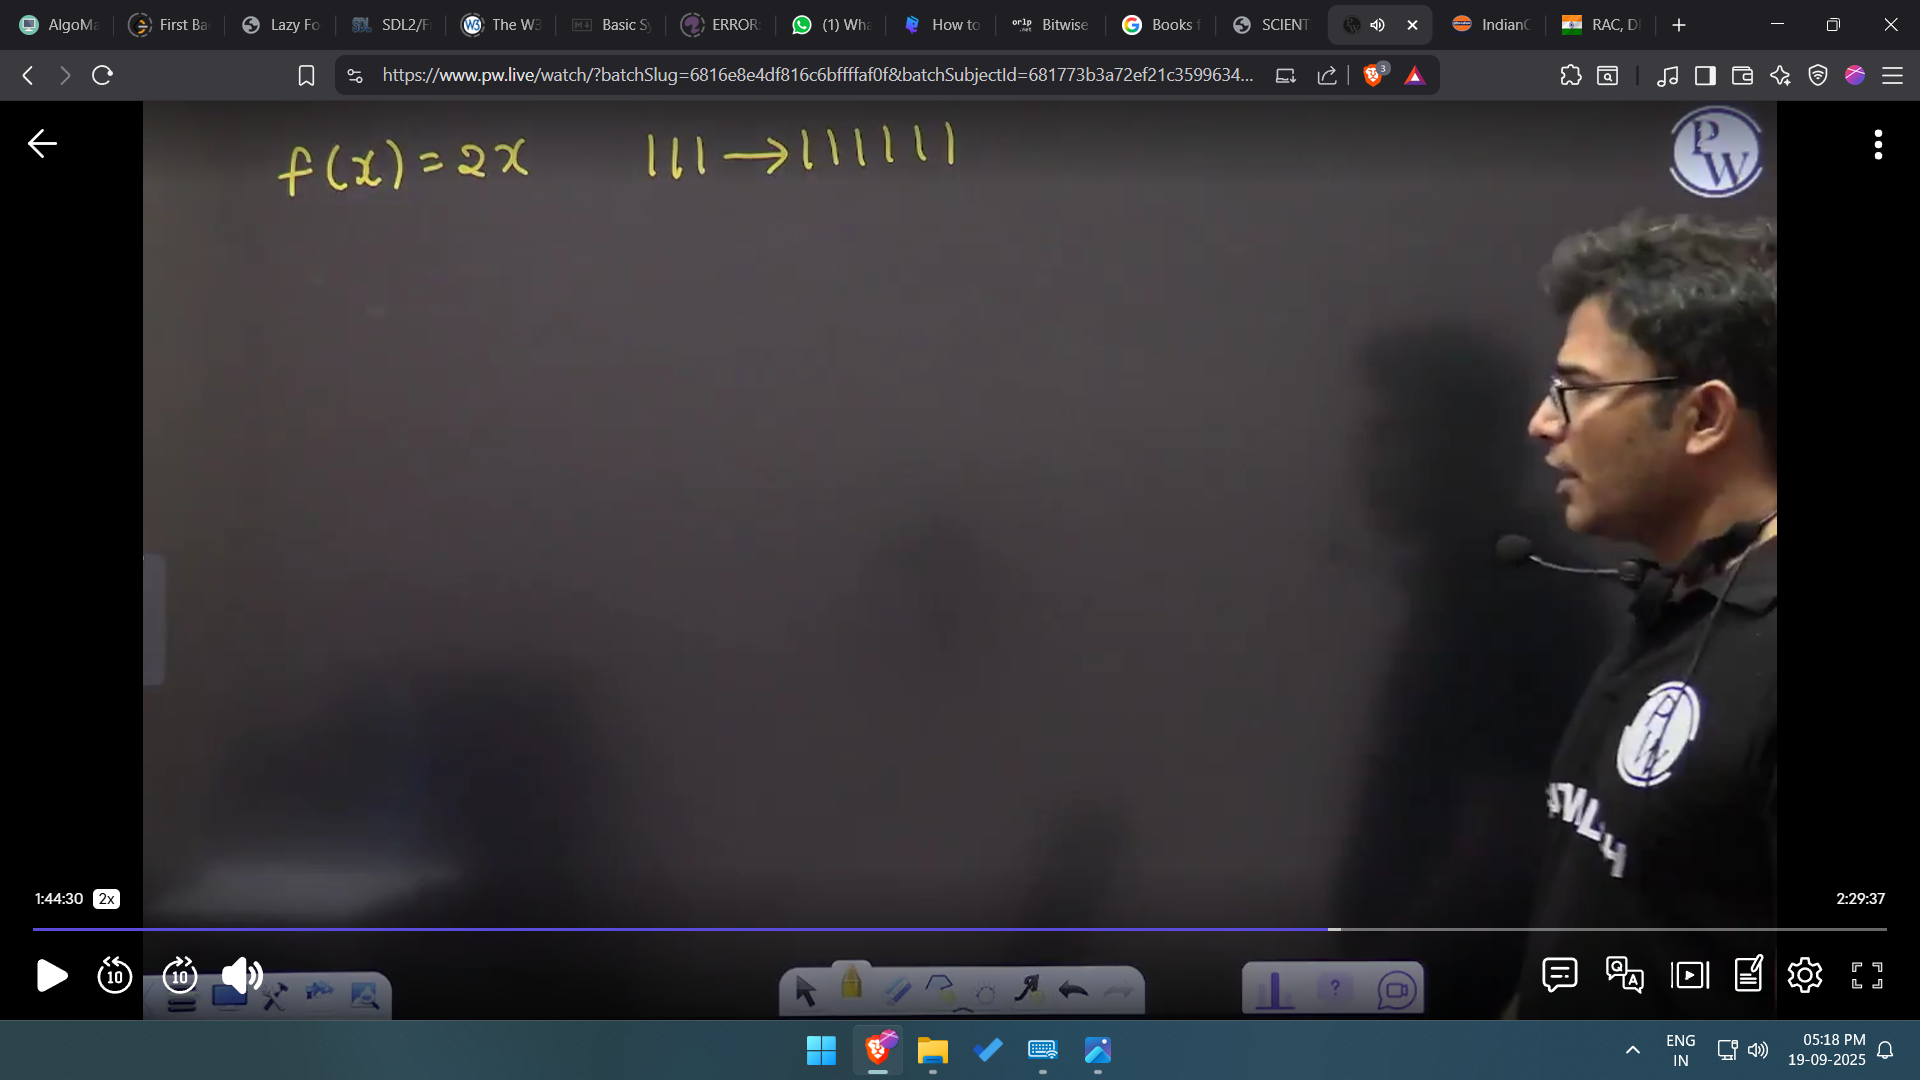 AlgoMa
First Ba
Lazy Fo
SDL2/F
The W3
Basic Sy
ERROR:
(1) Wha
How to
Bitwise
Books f
SCIENT
IndianC
RAC, D
https://www.pw.live/watch/?batchSlug=6816e8e4df816c6bffffaf0f&batchSubjectId=681773b3a72ef21c3599634...
3
f(x) = 2x   111 → 111111
PW
1:44:30 2x
2:29:37
10 10
ENG
IN
05:18 PM
19-09-2025